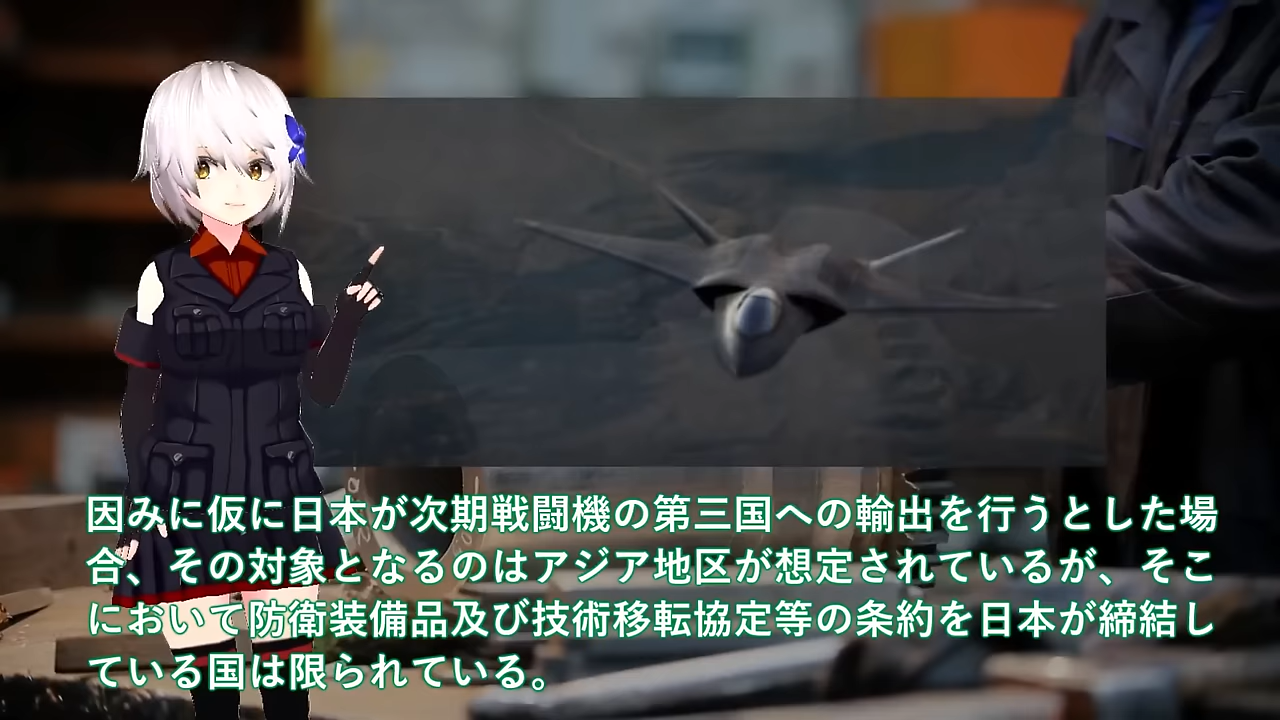 因みに仮に日本が次期戦闘機の第三国への輸出を行うとした場
合、その対象となるのはアジア地区が想定されているが、そこ
において防衛装備品及び技術移転協定等の条約を日本が締結し
ている国は限られている。